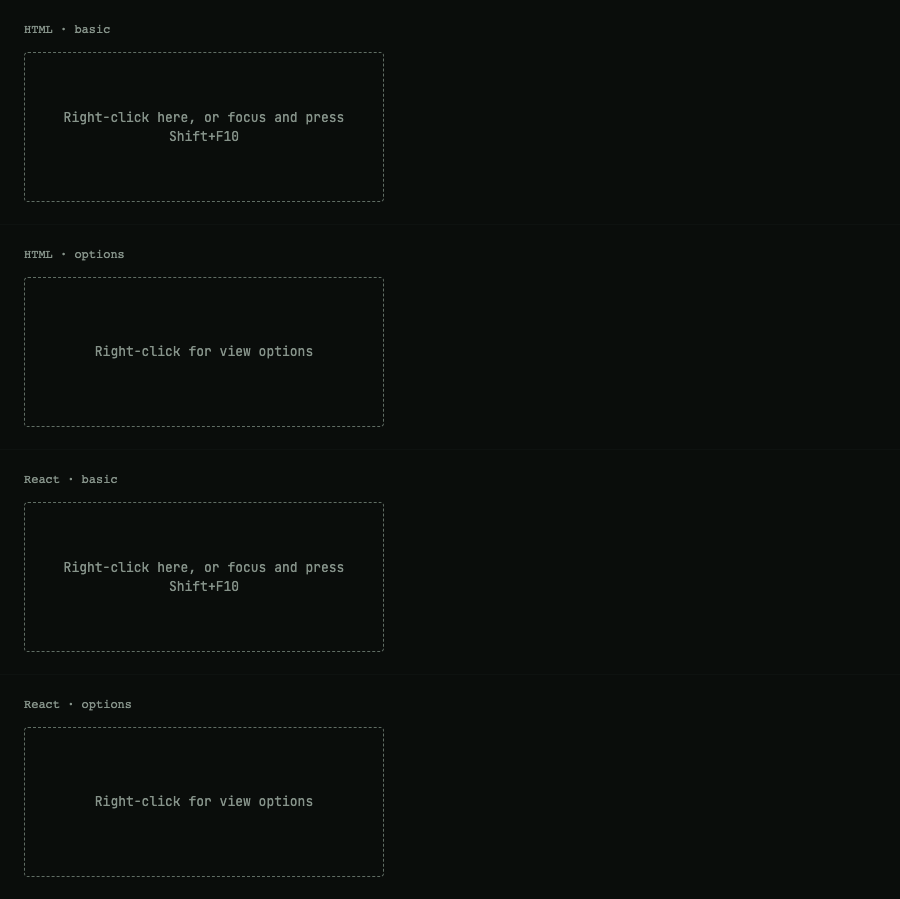 HTML · basic
Right-click here, or focus and press
Shift+F10
HTML · options
Right-click for view options
React · basic
Right-click here, or focus and press
Shift+F10
React · options
Right-click for view options